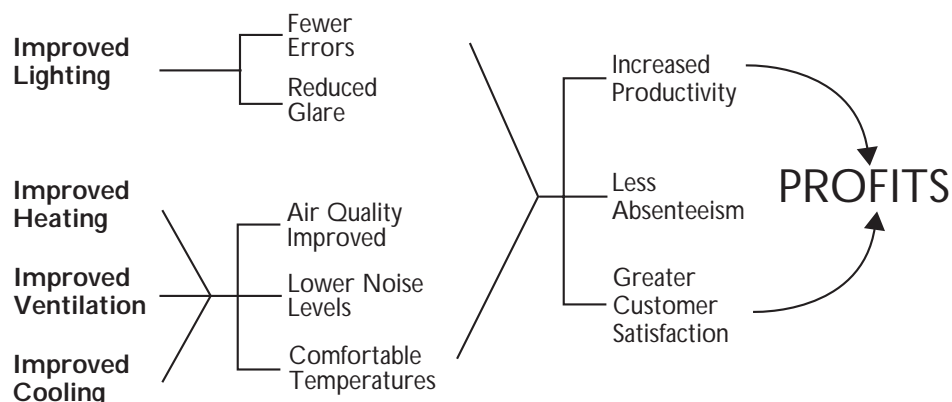 Improved
Lighting
Fewer
Errors
Reduced
Glare
Improved
Heating
Improved
Ventilation
Improved
Cooling
Air Quality
Improved
Lower Noise
Levels
Comfortable
Temperatures
Increased
Productivity
Less
Absenteeism
Greater
Customer
Satisfaction
PROFITS